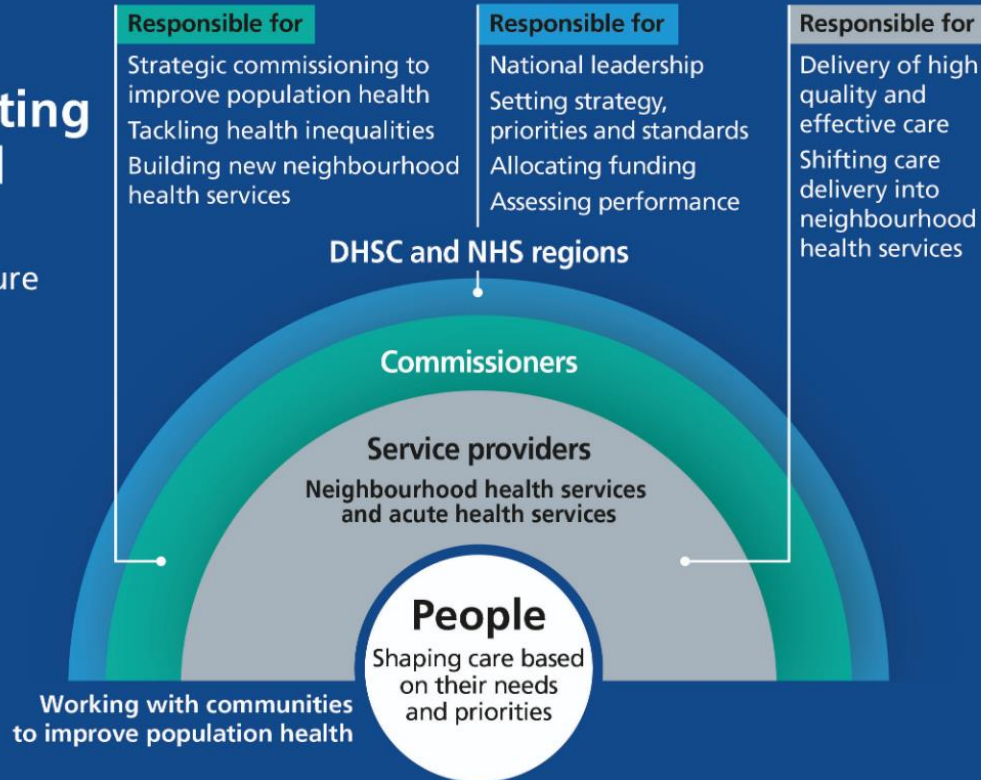 Responsible for
Strategic commissioning to
improve population health
Tackling health inequalities
Building new neighbourhood
health services
Responsible for
National leadership
Setting strategy,
priorities and standards
Allocating funding
Assessing performance
Responsible for
Delivery of high
quality and
effective care
Shifting care
delivery into
neighbourhood
health services
DHSC and NHS regions
Commissioners
Service providers
Neighbourhood health services
and acute health services
People
Shaping care based
on their needs
and priorities
Working with communities
to improve population health